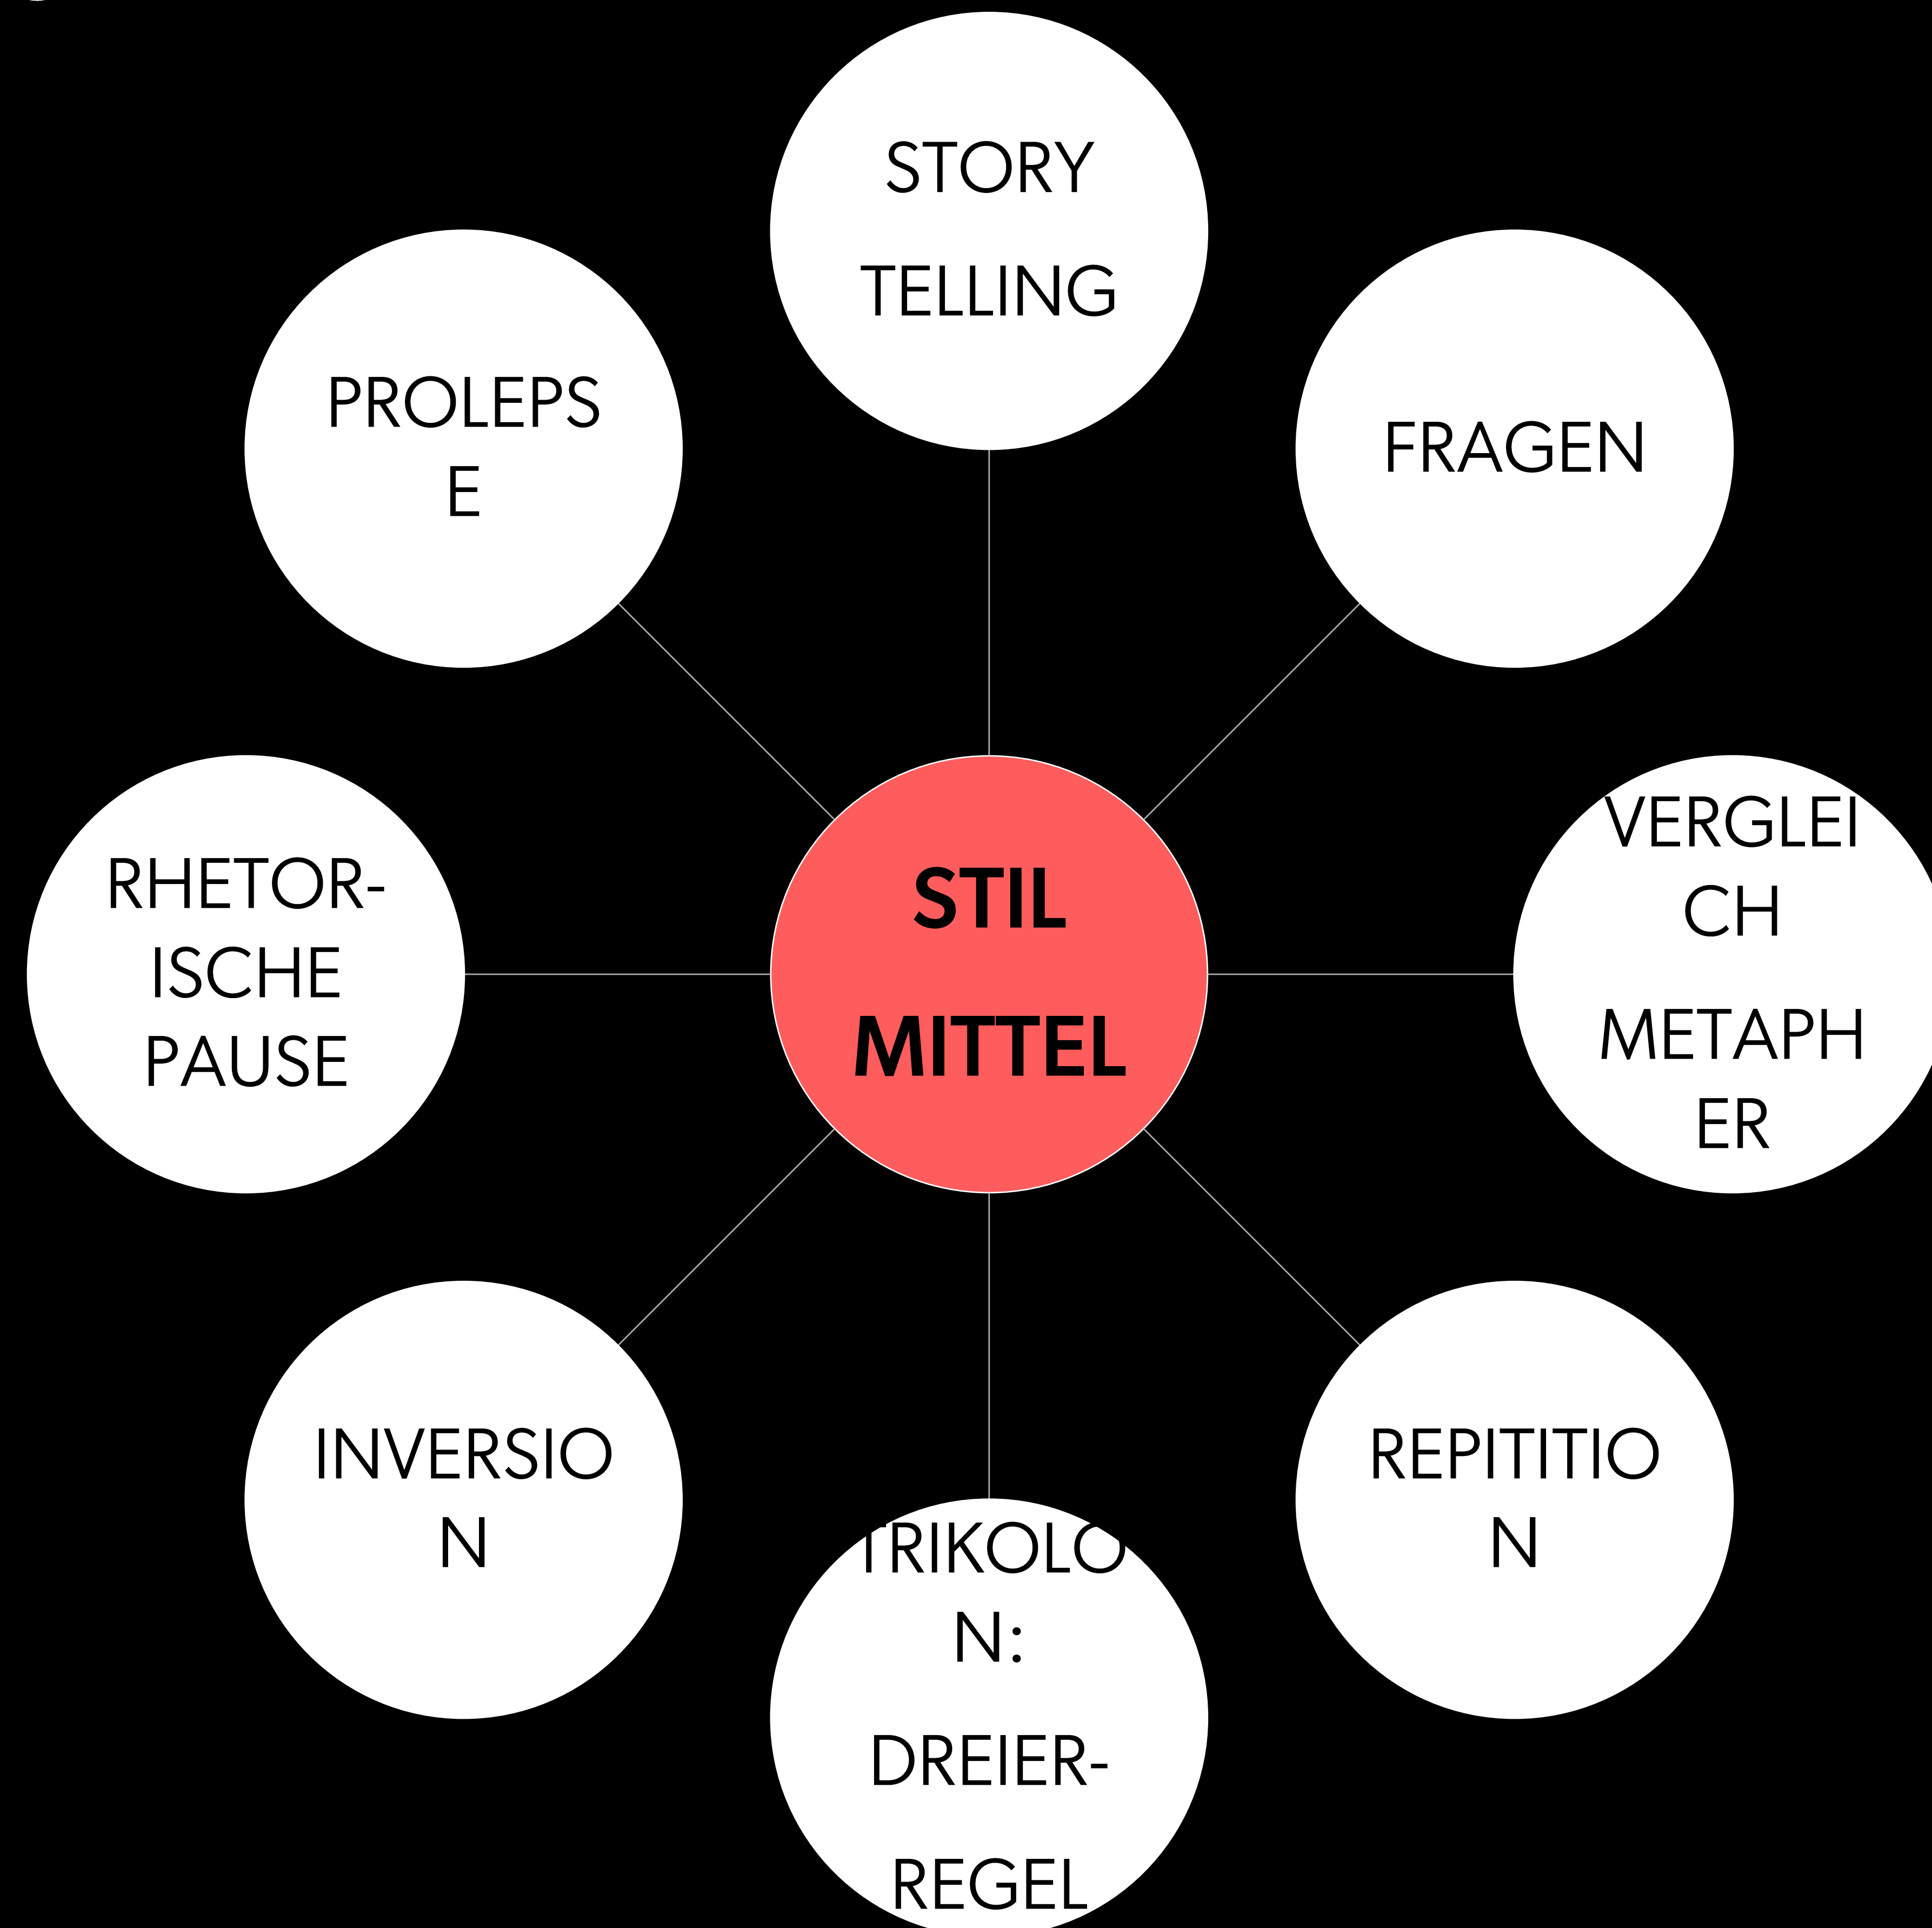 STORY
TELLING
PROLEPS
E
FRAGEN
RHETOR-
ISCHE
PAUSE
STIL
MITTEL
VERGLEI
CH
METAPH
ER
INVERSIO
N
REPITITIO
N
TRIKOLO
N:
DREIER-
REGEL